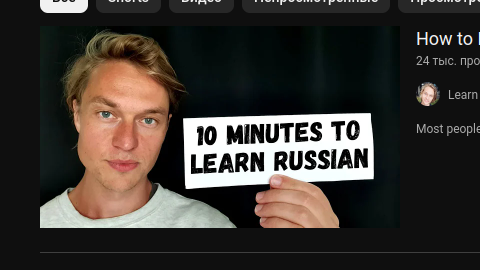 Все
Shorts
Видео
Непросмотренные
How to
24 тыс. про
Learn
Most people
10 MINUTES TO
LEARN RUSSIAN